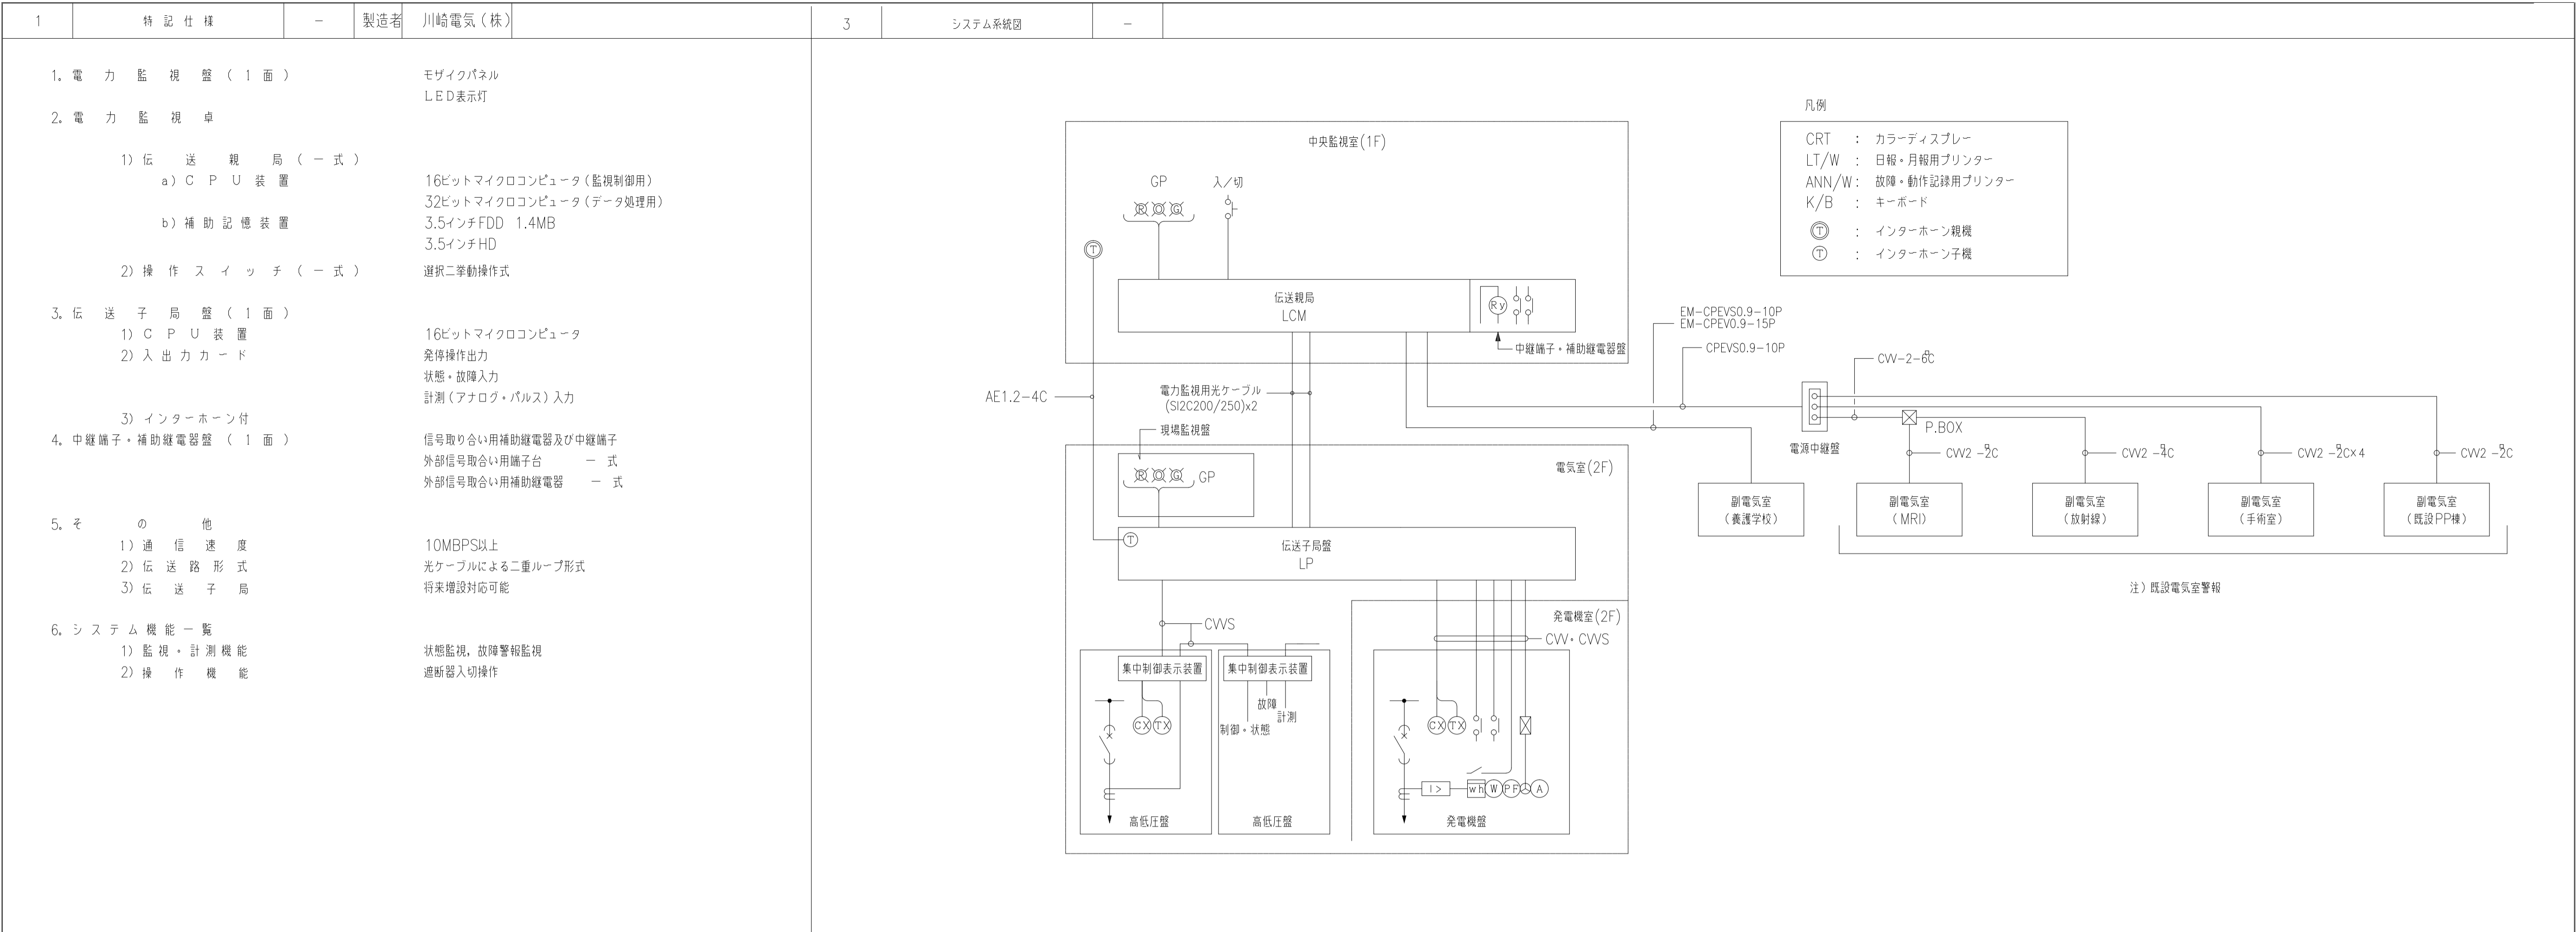 1 特記仕様 － 製造者 川崎電気（株）
1. 電力監視盤（1面） モザイクパネル
LED表示灯
2. 電力監視卓
1) 伝送親局（一式）
a) CPU装置 16ビットマイクロコンピュータ（監視制御用）
32ビットマイクロコンピュータ（データ処理用）
b) 補助記憶装置 3.5インチFDD 1.4MB
3.5インチHD
2) 操作スイッチ（一式） 選択二挙動操作式
3. 伝送子局盤（1面）
1) CPU装置 16ビットマイクロコンピュータ
2) 入出力カード 発停操作出力
状態・故障入力
計測（アナログ・パルス）入力
3) インターホーン付
4. 中継端子・補助継電器盤（1面） 信号取り合い用補助継電器及び中継端子
外部信号取合い用端子台 一式
外部信号取合い用補助継電器 一式
5. その他
1) 通信速度 10MBPS以上
2) 伝送路形式 光ケーブルによる二重ループ形式
3) 伝送子局 将来増設対応可能
6. システム機能一覧
1) 監視・計測機能 状態監視，故障警報監視
2) 操作機能 遮断器入切操作
3 システム系統図 －
凡例
CRT : カラーディスプレー
LT/W : 日報・月報用プリンター
ANN/W : 故障・動作記録用プリンター
K/B : キーボード
T : インターホーン親機
T : インターホーン子機
中央監視室(1F)
GP 入／切
R O G
T
伝送親局
LCM
Ry
中継端子・補助継電器盤
EM-CPEVS0.9-10P
EM-CPEV0.9-15P
CPEVS0.9-10P
CVV-2-6C
AE1.2-4C
電力監視用光ケーブル
(SI2C200/250)x2
電源中継盤
P.BOX
CVV2-2C
CVV2-4C
CVV2-2C×4
CVV2-2C
現場監視盤
電気室(2F)
R O G GP
副電気室
（養護学校）
副電気室
（MRI）
副電気室
（放射線）
副電気室
（手術室）
副電気室
（既設PP棟）
T
伝送子局盤
LP
注）既設電気室警報
発電機室(2F)
CVVS
CVV・CVVS
集中制御表示装置
集中制御表示装置
故障
計測
制御・状態
CX TX
CX TX
I> wh W PF A
高低圧盤
高低圧盤
発電機盤